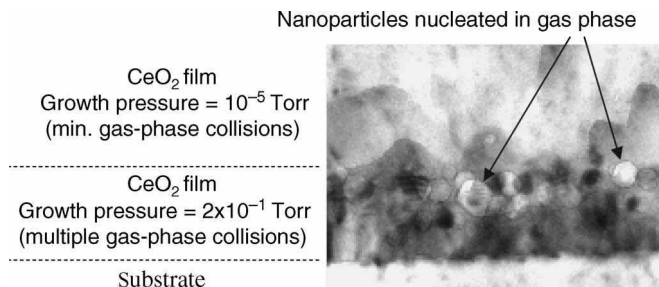 Nanoparticles nucleated in gas phase
CeO₂ film
Growth pressure = 10⁻⁵ Torr
(min. gas-phase collisions)
CeO₂ film
Growth pressure = 2x10⁻¹ Torr
(multiple gas-phase collisions)
Substrate